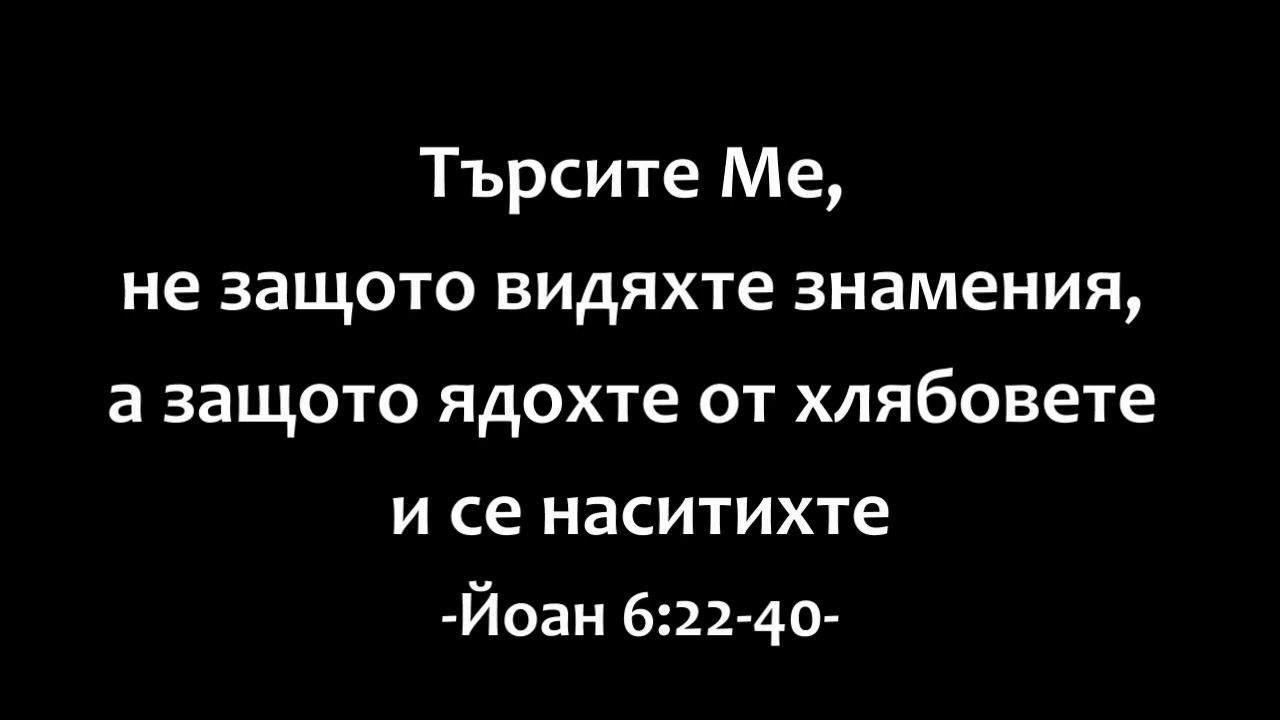 Търсите Ме,
не защото видяхте знамения,
а защото ядохте от хлябовете
и се наситихте
-Йоан 6:22-40-